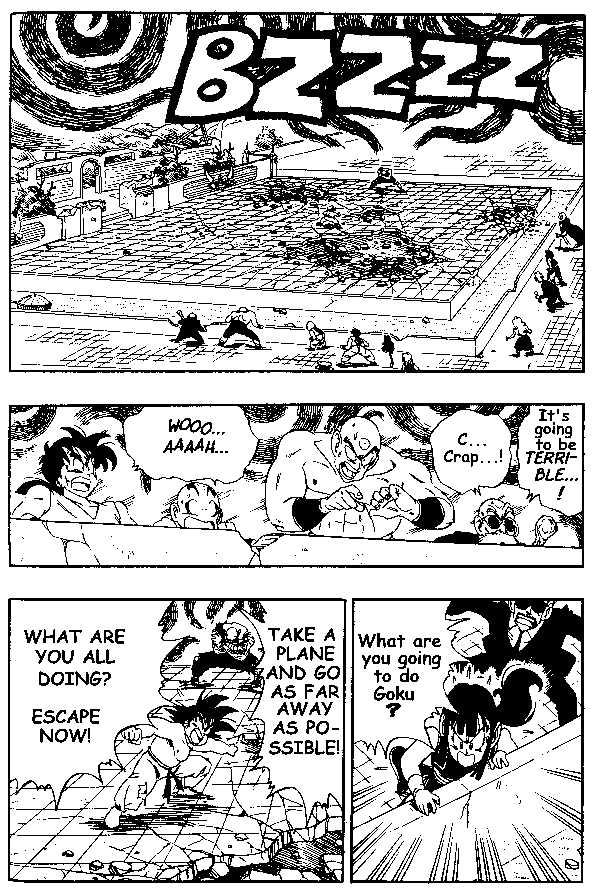 BZZZZ
WOOO...
AAAAH...
C...
Crap...!
It's
going
to be
TERRI-
BLE...
!
WHAT ARE
YOU ALL
DOING?
ESCAPE
NOW!
TAKE A
PLANE
AND GO
AS FAR
AWAY
AS PO-
SSIBLE!
What are
you going
to do
Goku
?